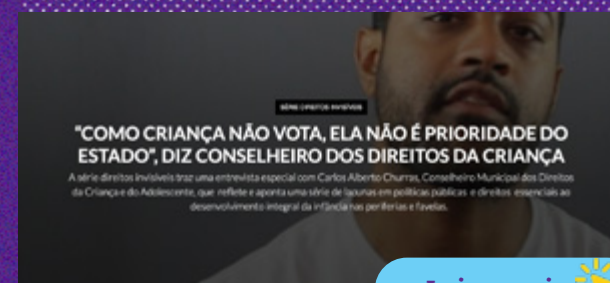 SÉRIE DIREITOS INVISÍVEIS
"COMO CRIANÇA NÃO VOTA, ELA NÃO É PRIORIDADE DO
ESTADO", DIZ CONSELHEIRO DOS DIREITOS DA CRIANÇA
A série direitos invisíveis traz uma entrevista especial com Carlos Alberto Churras, Conselheiro Municipal dos Direitos
da Criança e do Adolescente, que reflete e aponta uma série de lacunas em políticas públicas e direitos essenciais ao
desenvolvimento integral da infância nas periferias e favelas.